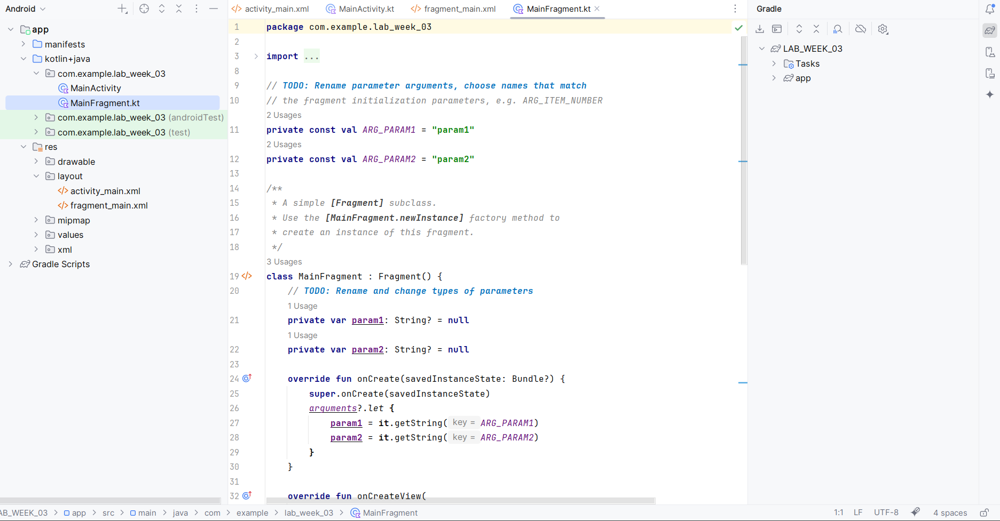 Android
activity_main.xml
MainActivity.kt
fragment_main.xml
MainFragment.kt
Gradle
app
manifests
kotlin+java
com.example.lab_week_03
MainActivity
MainFragment.kt
com.example.lab_week_03 (androidTest)
com.example.lab_week_03 (test)
res
drawable
layout
activity_main.xml
fragment_main.xml
mipmap
values
xml
Gradle Scripts
1 package com.example.lab_week_03
2
3 import ...
8
9 // TODO: Rename parameter arguments, choose names that match
10 // the fragment initialization parameters, e.g. ARG_ITEM_NUMBER
2 Usages
11 private const val ARG_PARAM1 = "param1"
2 Usages
12 private const val ARG_PARAM2 = "param2"
13
14 /**
15 * A simple [Fragment] subclass.
16 * Use the [MainFragment.newInstance] factory method to
17 * create an instance of this fragment.
18 */
3 Usages
19 class MainFragment : Fragment() {
20 // TODO: Rename and change types of parameters
1 Usage
21 private var param1: String? = null
1 Usage
22 private var param2: String? = null
23
24 override fun onCreate(savedInstanceState: Bundle?) {
25 super.onCreate(savedInstanceState)
26 arguments?.let {
27 param1 = it.getString( key = ARG_PARAM1)
28 param2 = it.getString( key = ARG_PARAM2)
29 }
30 }
31
32 override fun onCreateView(
LAB_WEEK_03
Tasks
app
AB_WEEK_03 > app > src > main > java > com > example > lab_week_03 > MainFragment
1:1 LF UTF-8 4 spaces